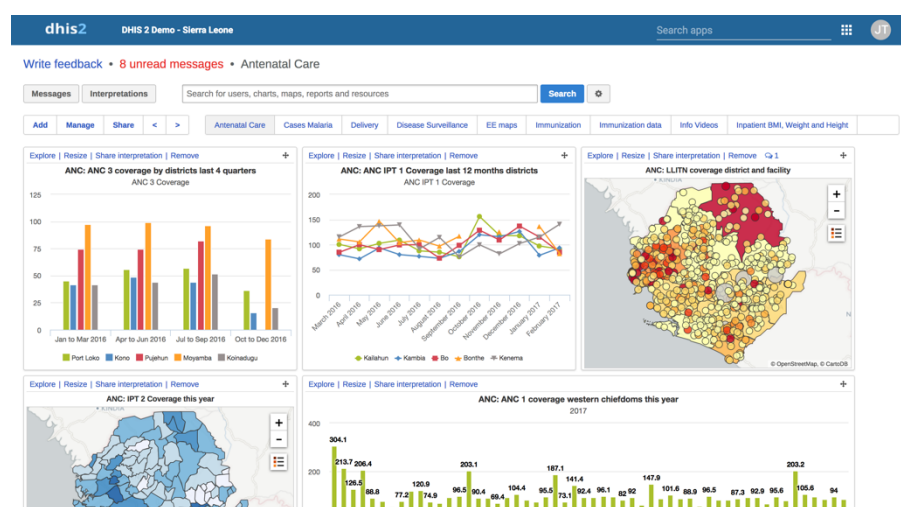 dhis2 DHIS 2 Demo - Sierra Leone Search apps JT
Write feedback • 8 unread messages • Antenatal Care
Messages Interpretations Search for users, charts, maps, reports and resources Search
Add Manage Share < > Antenatal Care Cases Malaria Delivery Disease Surveillance EE maps Immunization Immunization data Info Videos Inpatient BMI, Weight and Height
Explore | Resize | Share interpretation | Remove
ANC: ANC 3 coverage by districts last 4 quarters
ANC 3 Coverage
125
100
75
50
25
0
Jan to Mar 2016 Apr to Jun 2016 Jul to Sep 2016 Oct to Dec 2016
Port Loko Kono Pujehun Moyamba Koinadugu
Explore | Resize | Share interpretation | Remove
ANC: ANC IPT 1 Coverage last 12 months districts
ANC IPT 1 Coverage
200
150
100
50
0
March 2016 April 2016 May 2016 June 2016 July 2016 August 2016 September 2016 October 2016 November 2016 December 2016 January 2017 February 2017
Kailahun Kambia Bo Bonthe Kenema
Explore | Resize | Share interpretation | Remove 1
ANC: LLITN coverage district and facility
+
-
© OpenStreetMap, © CartoDB
Explore | Resize | Share interpretation | Remove
ANC: IPT 2 Coverage this year
+
-
Explore | Resize | Share interpretation | Remove
ANC: ANC 1 coverage western chiefdoms this year
2017
400
200
304.1 213.7 126.5 206.4 88.8 77.2 120.9 74.9 96.5 203.1 90.4 69.4 104.4 95.5 187.1 73.1 141.4 92.4 96.1 82 92 147.9 101.6 88.9 96.5 87.3 92.9 95.6 203.2 105.6 94